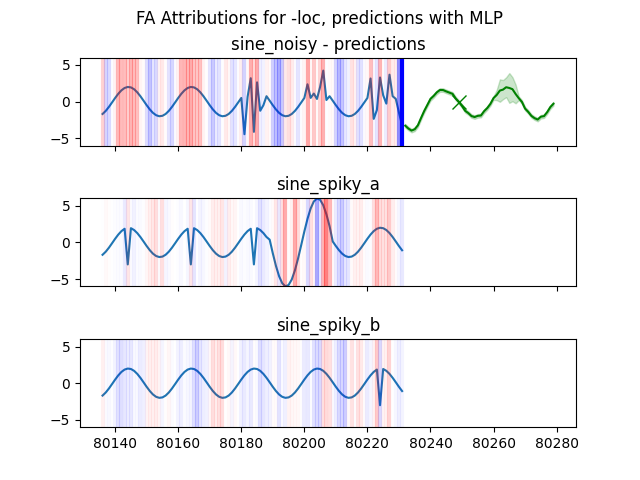 FA Attributions for -loc, predictions with MLP
sine_noisy - predictions
5
0
−5
sine_spiky_a
5
0
−5
sine_spiky_b
5
0
−5
80140 80160 80180 80200 80220 80240 80260 80280